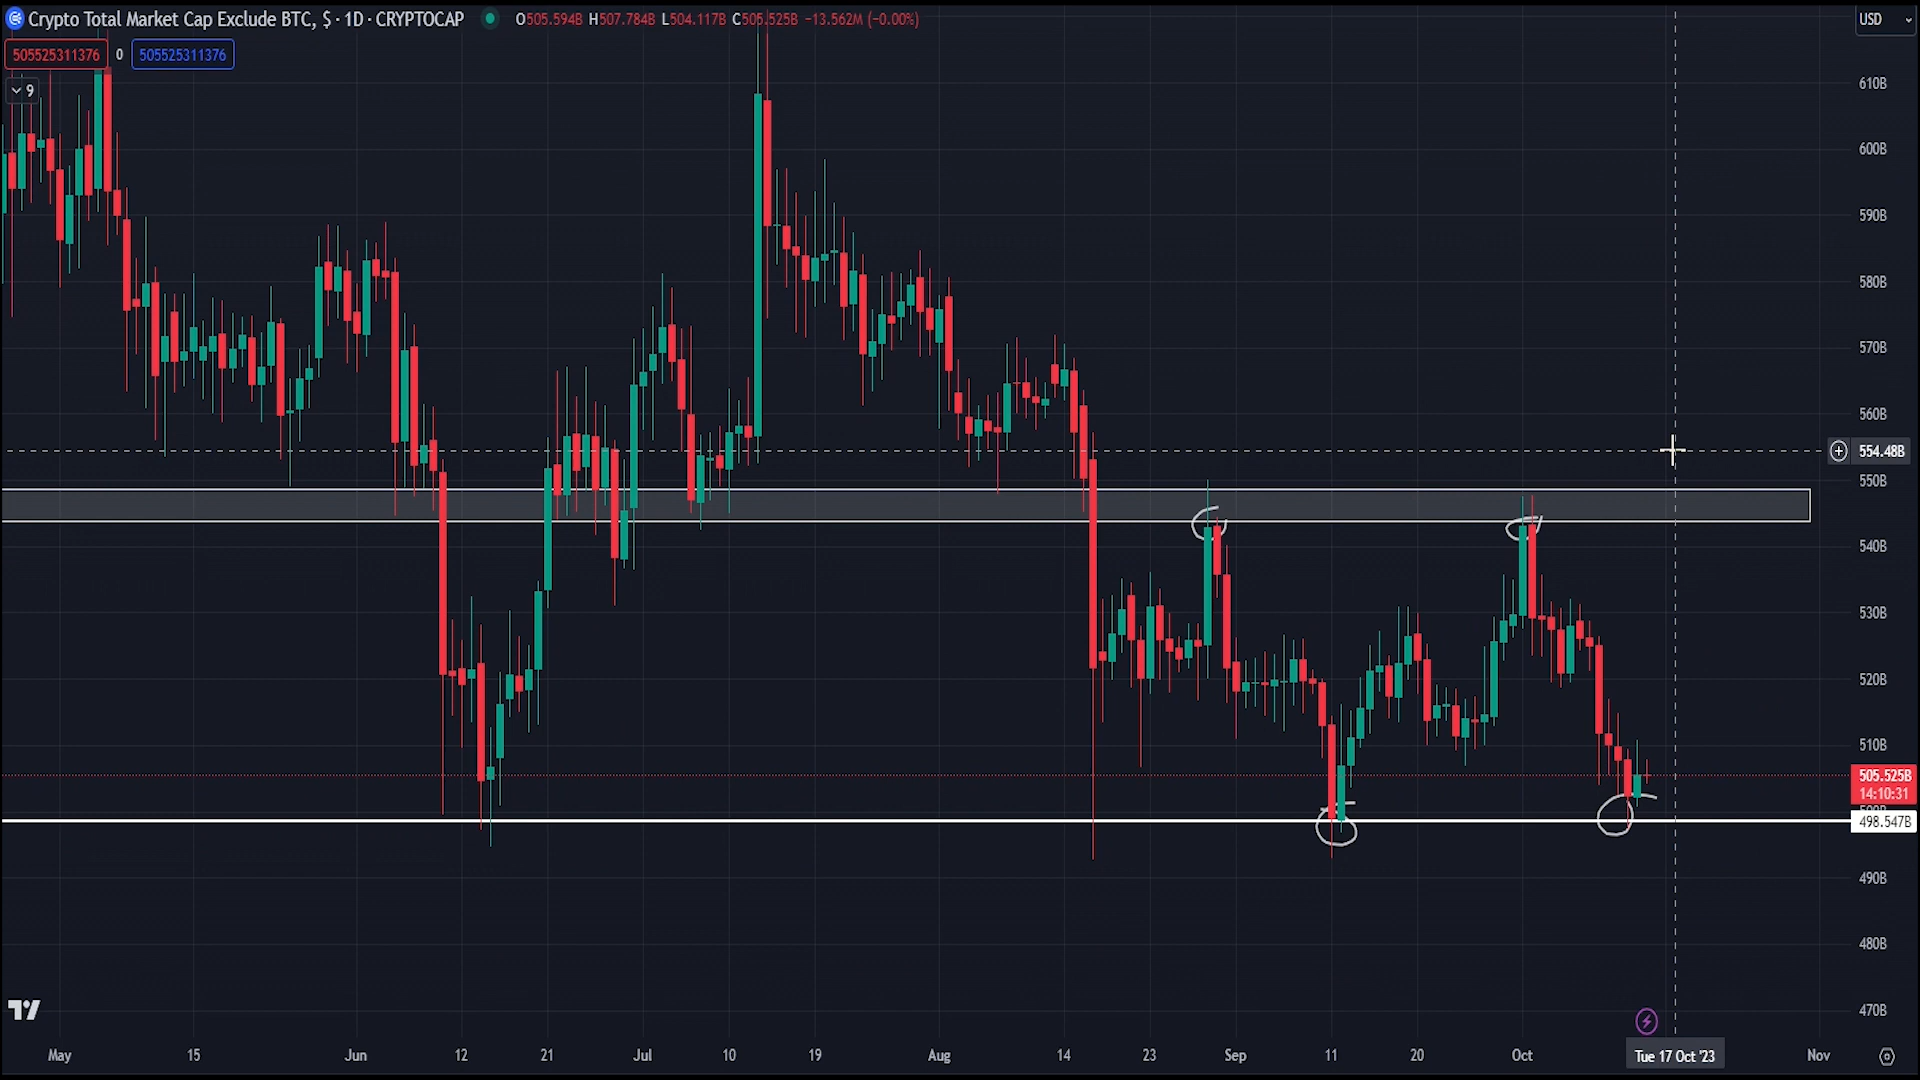 Crypto Total Market Cap Exclude BTC, $ · 1D · CRYPTOCAP O505.594B H507.784B L504.117B C505.525B −13.562M (−0.00%)
USD
505525311376 0 505525311376
9
610B
600B
590B
580B
570B
560B
554.48B
550B
540B
530B
520B
510B
505.525B
14:10:31
498.547B
490B
480B
470B
May 15 Jun 12 21 Jul 10 19 Aug 14 23 Sep 11 20 Oct Tue 17 Oct '23 Nov